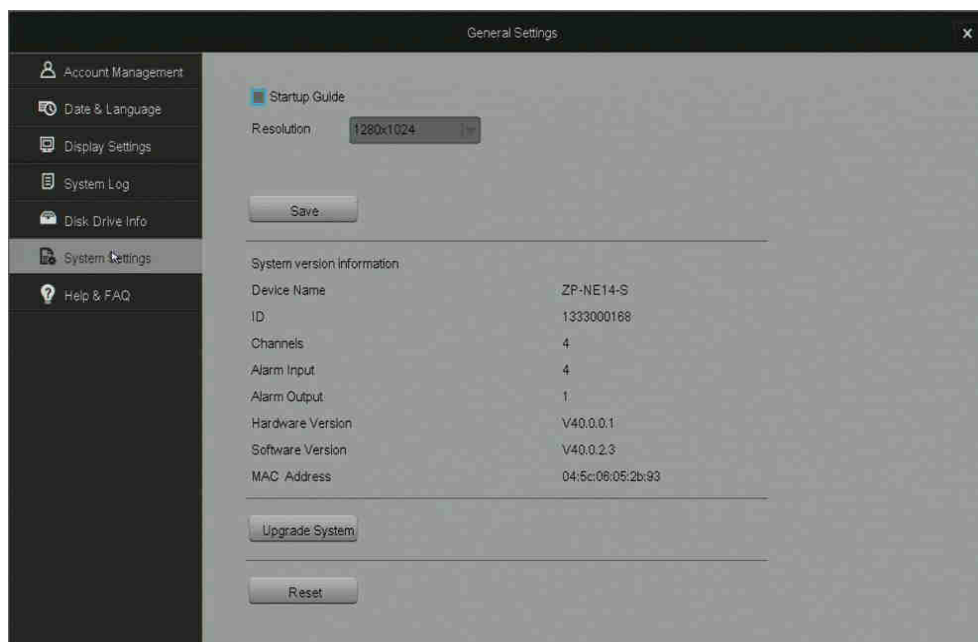 General Settings
X
Account Management
Date & Language
Display Settings
System Log
Disk Drive Info
System Settings
Help & FAQ
Startup Guide
Resolution 1280x1024
Save
System version information
Device Name ZP-NE14-S
ID 1333000168
Channels 4
Alarm Input 4
Alarm Output 1
Hardware Version V40.0.0.1
Software Version V40.0.2.3
MAC Address 04:5c:06:05:2b:93
Upgrade System
Reset